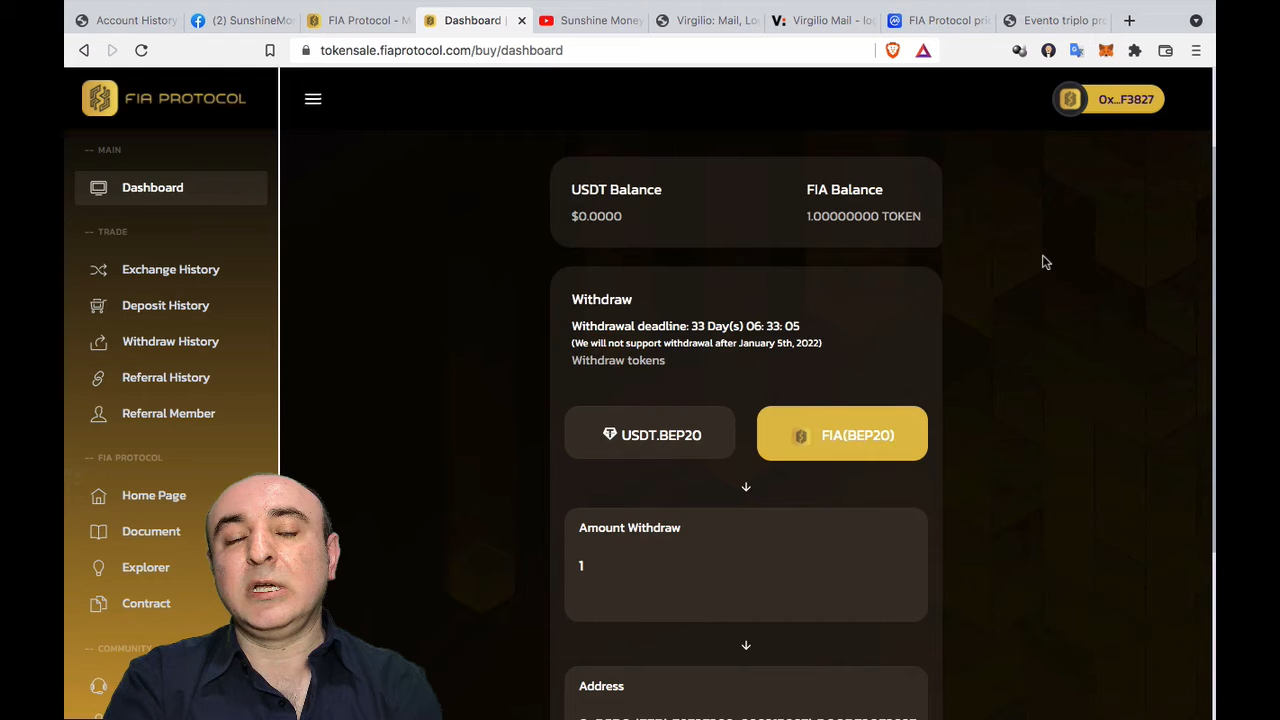 Account History
(2) SunshineMon
FIA Protocol - M
Dashboard |
Sunshine Money
Virgilio: Mail, Lo
Virgilio Mail - log
FIA Protocol pric
Evento triplo pro
tokensale.fiaprotocol.com/buy/dashboard
FIA PROTOCOL
0x...F3827
-- MAIN
Dashboard
-- TRADE
Exchange History
Deposit History
Withdraw History
Referral History
Referral Member
-- FIA PROTOCOL
Home Page
Document
Explorer
Contract
-- COMMUNITY
USDT Balance
$0.0000
FIA Balance
1.00000000 TOKEN
Withdraw
Withdrawal deadline: 33 Day(s) 06: 33: 05
(We will not support withdrawal after January 5th, 2022)
Withdraw tokens
USDT.BEP20
FIA(BEP20)
Amount Withdraw
1
Address